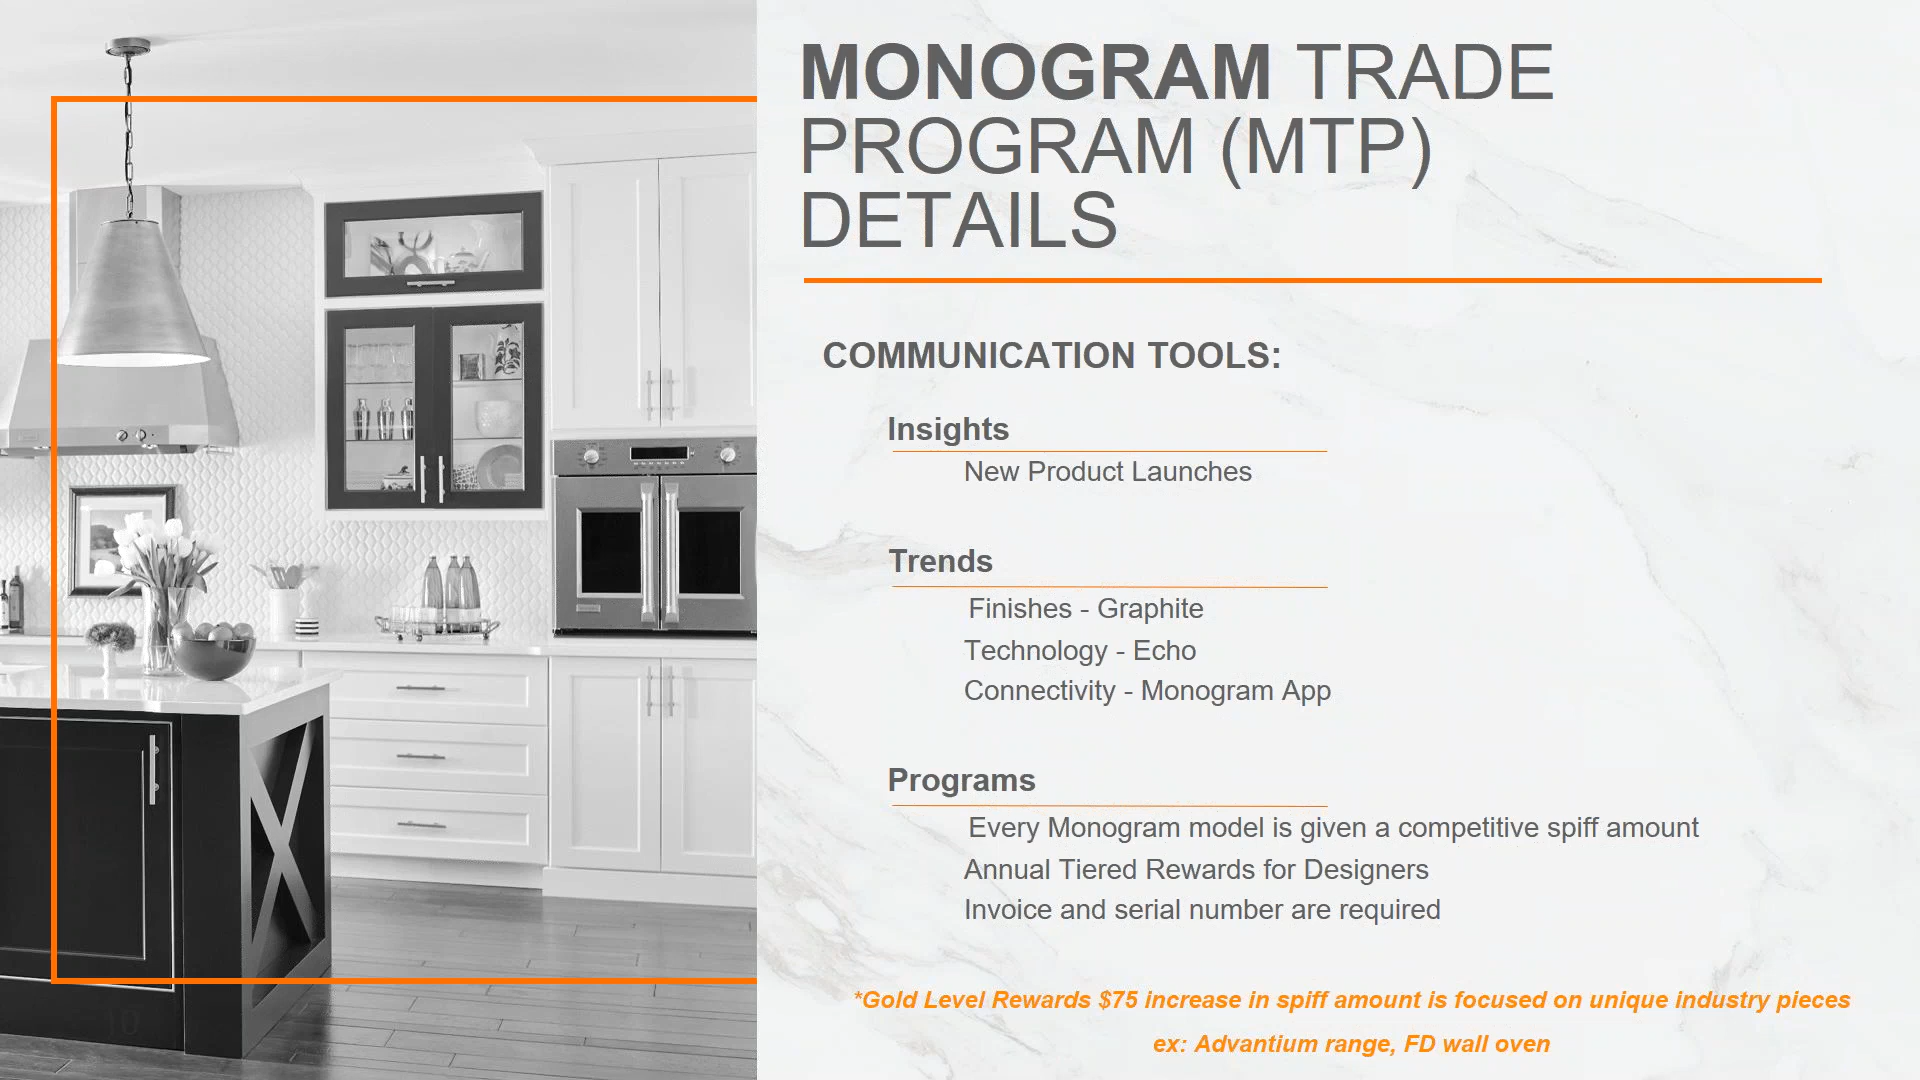 MONOGRAM TRADE
PROGRAM (MTP)
DETAILS
COMMUNICATION TOOLS:
Insights
New Product Launches
Trends
Finishes - Graphite
Technology - Echo
Connectivity - Monogram App
Programs
Every Monogram model is given a competitive spiff amount
Annual Tiered Rewards for Designers
Invoice and serial number are required
*Gold Level Rewards $75 increase in spiff amount is focused on unique industry pieces
ex: Advantium range, FD wall oven
10